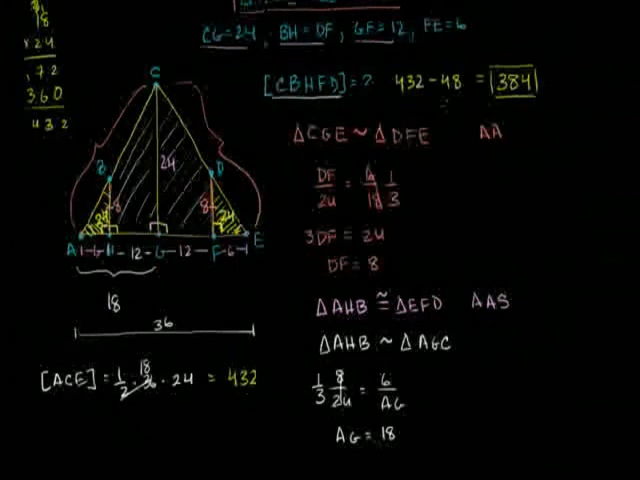 18
×24
72
360
432
CG=24, BH=DF, GF=12, FE=6
[CBHFD]=? 432-48 = 384
C
B
D
24
8
8
24
24
A
H
G
F
E
6
12
12
6
18
36
[ACE] = 1/2 · 36 18 · 24 = 432
ΔCGE ~ ΔDFE AA
DF/24 = 6/18 1/3
3DF = 24
DF = 8
ΔAHB ≅ ΔEFD AAS
ΔAHB ~ ΔAGC
1/3 8/24 = 6/AG
AG = 18